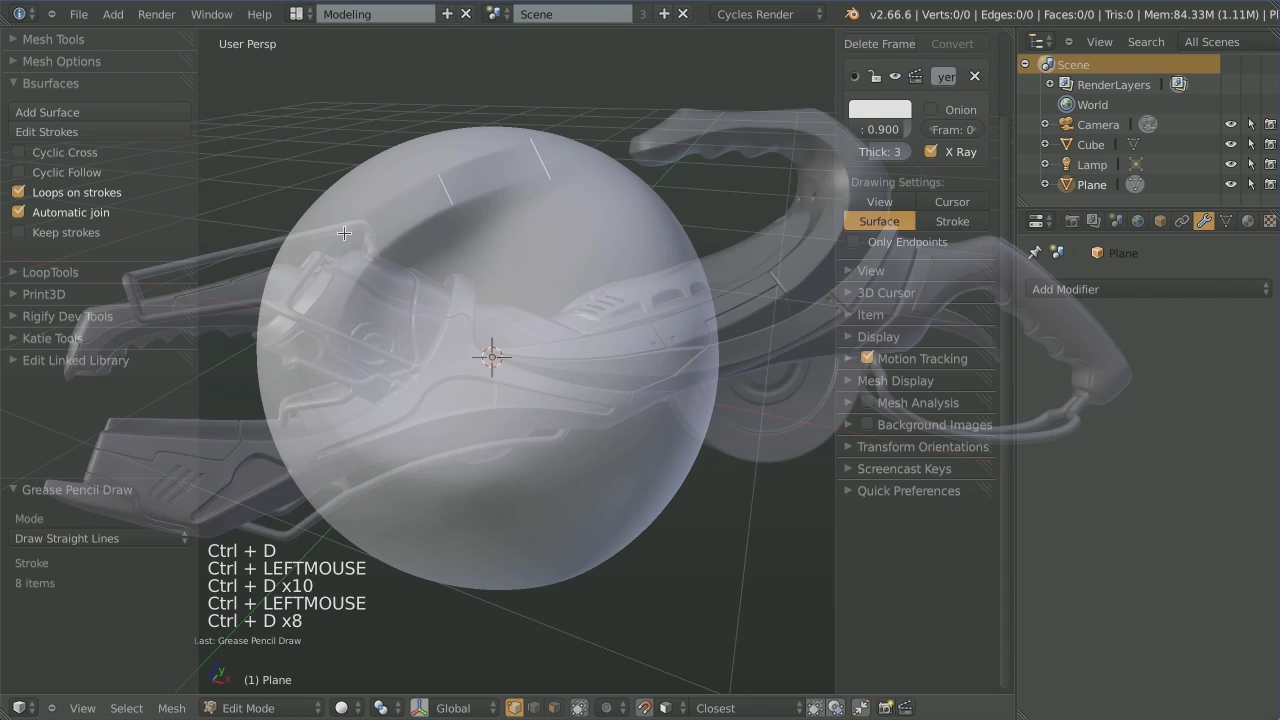 File Add Render Window Help Modeling Scene 3 Cycles Render v2.66.6 | Verts:0/0 | Edges:0/0 | Faces:0/0 | Tris:0 | Mem:84.33M (1.11M) | Pl
Mesh Tools
Mesh Options
Bsurfaces
Add Surface
Edit Strokes
Cyclic Cross
Cyclic Follow
Loops on strokes
Automatic join
Keep strokes
LoopTools
Print3D
Rigify Dev Tools
Katie Tools
Edit Linked Library
Grease Pencil Draw
Mode
Draw Straight Lines
Stroke
8 items
User Persp
Ctrl + D
Ctrl + LEFTMOUSE
Ctrl + D x10
Ctrl + LEFTMOUSE
Ctrl + D x8
Last: Grease Pencil Draw
(1) Plane
Delete Frame Convert
yer
Onion
: 0.900 Fram: 0
Thick: 3 X Ray
Drawing Settings:
View Cursor
Surface Stroke
Only Endpoints
View
3D Cursor
Item
Display
Motion Tracking
Mesh Display
Mesh Analysis
Background Images
Transform Orientations
Screencast Keys
Quick Preferences
View Search All Scenes
Scene
RenderLayers
World
Camera
Cube
Lamp
Plane
Plane
Add Modifier
View Select Mesh Edit Mode Global Closest